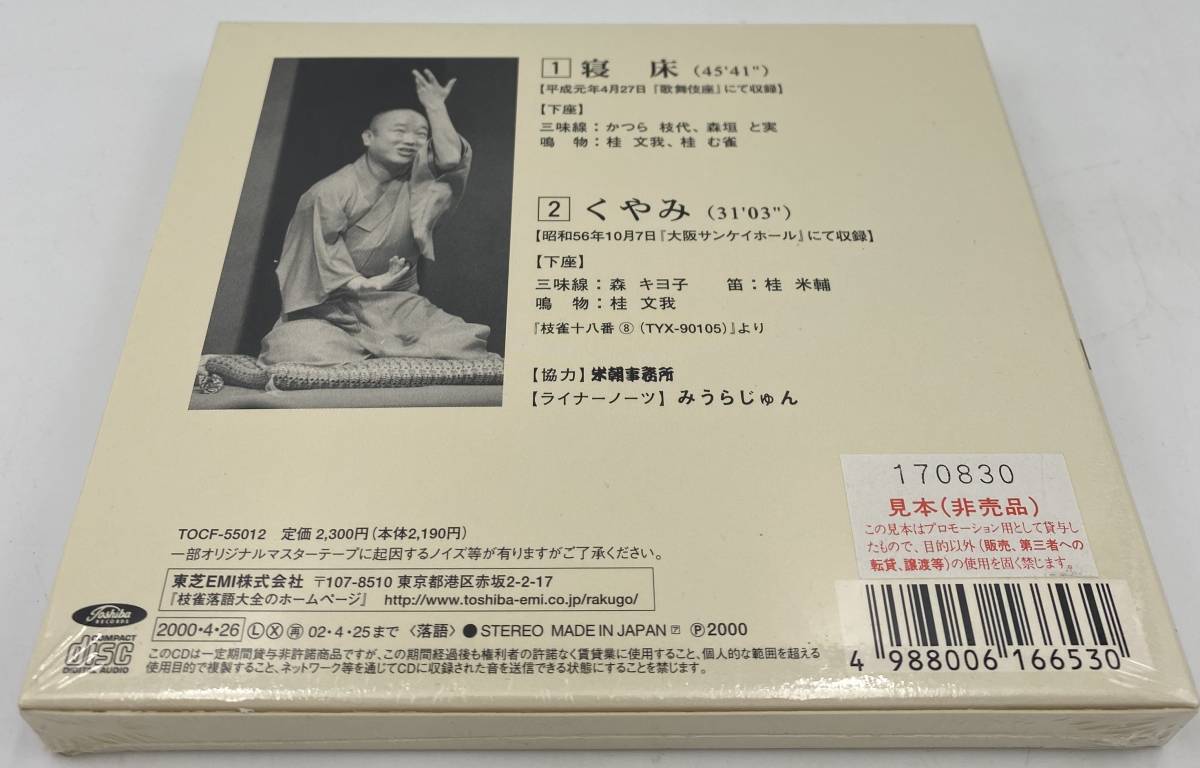 1 寝 床 (45'41")
【平成元年4月27日『歌舞伎座』にて収録】
【下座】
三味線：かつら 枝代、森垣 と実
鳴 物：桂 文我、桂 む雀
2 くやみ (31'03")
【昭和56年10月7日『大阪サンケイホール』にて収録】
【下座】
三味線：森 キヨ子 笛：桂 米輔
鳴 物：桂 文我
『枝雀十八番⑧(TYX-90105)』より
【協力】米朝事務所
【ライナーノーツ】みうらじゅん
170830
見本(非売品)
この見本はプロモーション用として貸与し
たもので、目的以外(販売、第三者への
転貸、譲渡等)の使用を固く禁じます。
TOCF-55012 定価 2,300円(本体2,190円)
一部オリジナルマスターテープに起因するノイズ等が有りますがご了承ください。
東芝EMI株式会社 〒107-8510 東京都港区赤坂2-2-17
『枝雀落語大全のホームページ』 http://www.toshiba-emi.co.jp/rakugo/
Toshiba
RECORDS
2000・4・26 Ⓛ Ⓧ ㊐ 02・4・25まで 〈落語〉 ● STEREO MADE IN JAPAN ℗2000
COMPACT
disc
DIGITAL AUDIO
このCDは一定期間貸与非許諾商品ですが、この期間経過後も権利者の許諾なく賃貸業に使用すること、個人的な範囲を超える
使用目的で複製すること、ネットワーク等を通じてCDに収録された音を送信できる状態にすることを禁じます。
4 988006 166530